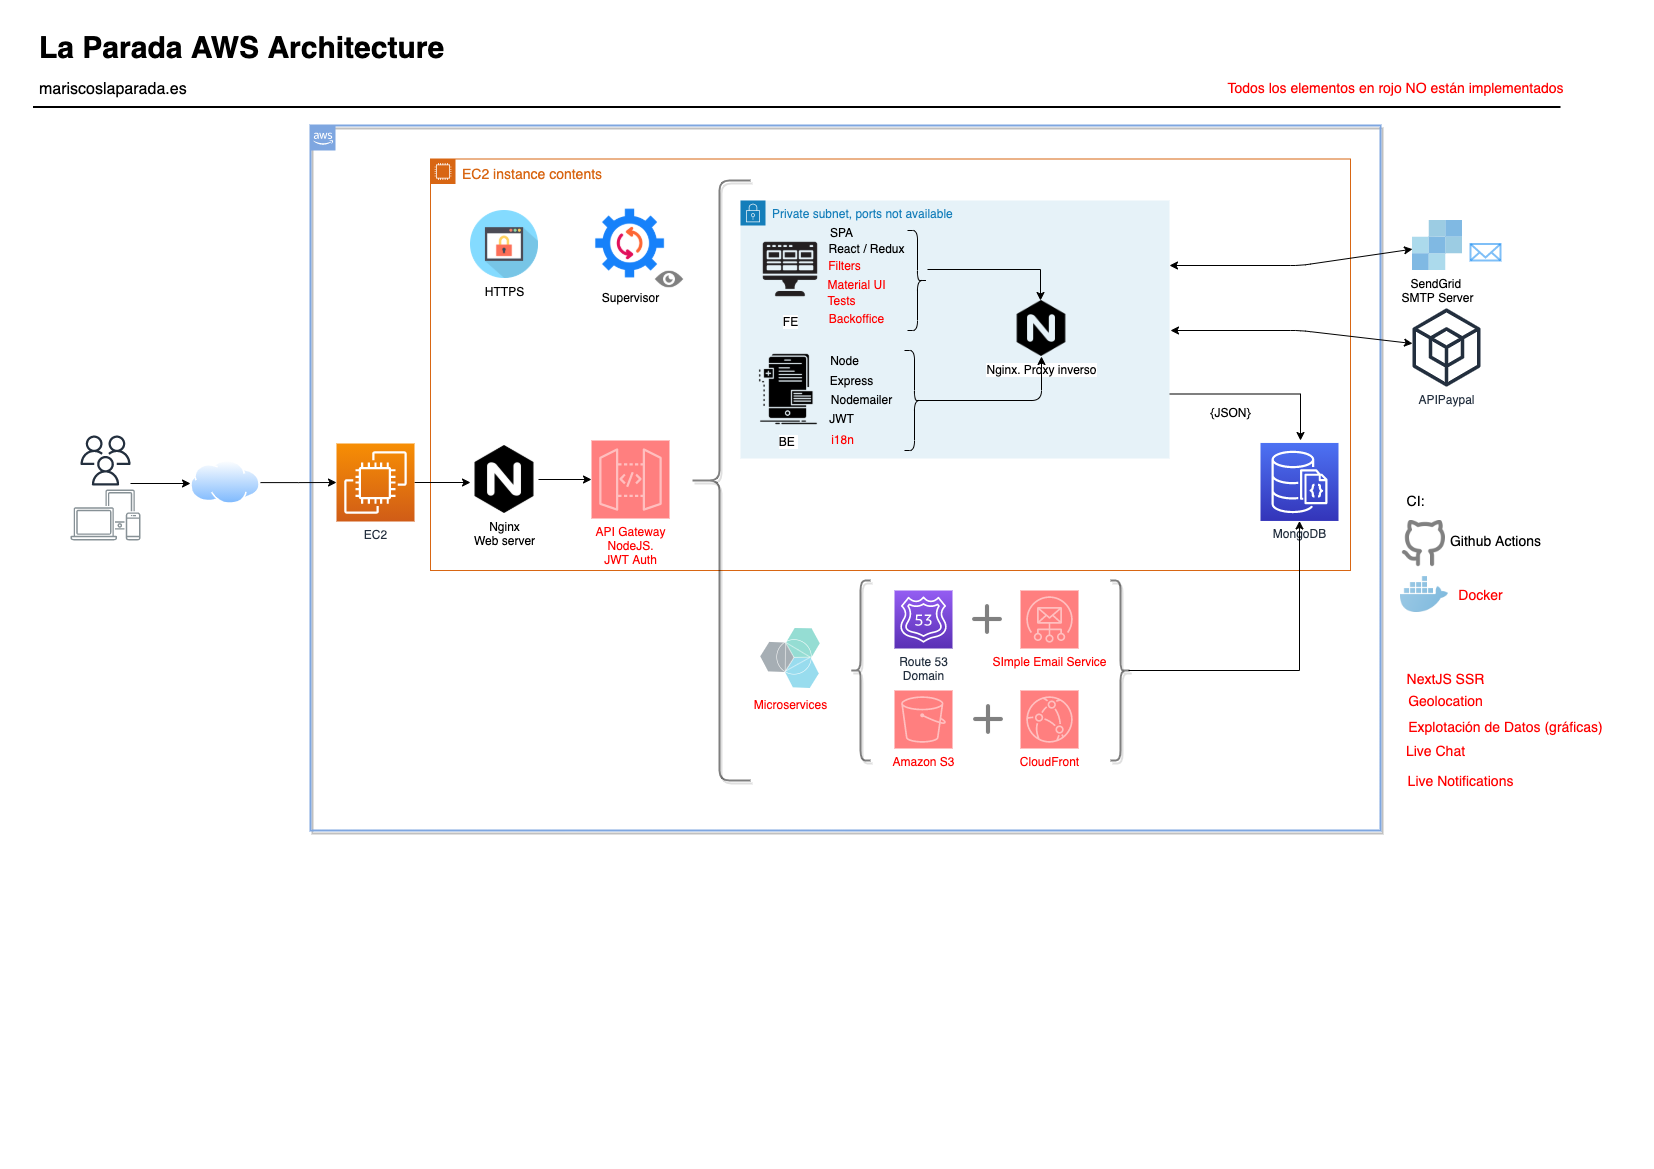 La Parada AWS Architecture
mariscoslaparada.es
Todos los elementos en rojo NO están implementados
aws
EC2 instance contents
HTTPS
Supervisor
Private subnet, ports not available
SPA
React / Redux
Filters
Material UI
Tests
Backoffice
FE
Node
Express
Nodemailer
JWT
i18n
BE
Nginx. Proxy inverso
SendGrid
SMTP Server
APIPaypal
{JSON}
MongoDB
EC2
Nginx
Web server
API Gateway
NodeJS.
JWT Auth
CI:
Github Actions
Docker
Microservices
53
Route 53
Domain
SImple Email Service
Amazon S3
CloudFront
NextJS SSR
Geolocation
Explotación de Datos (gráficas)
Live Chat
Live Notifications